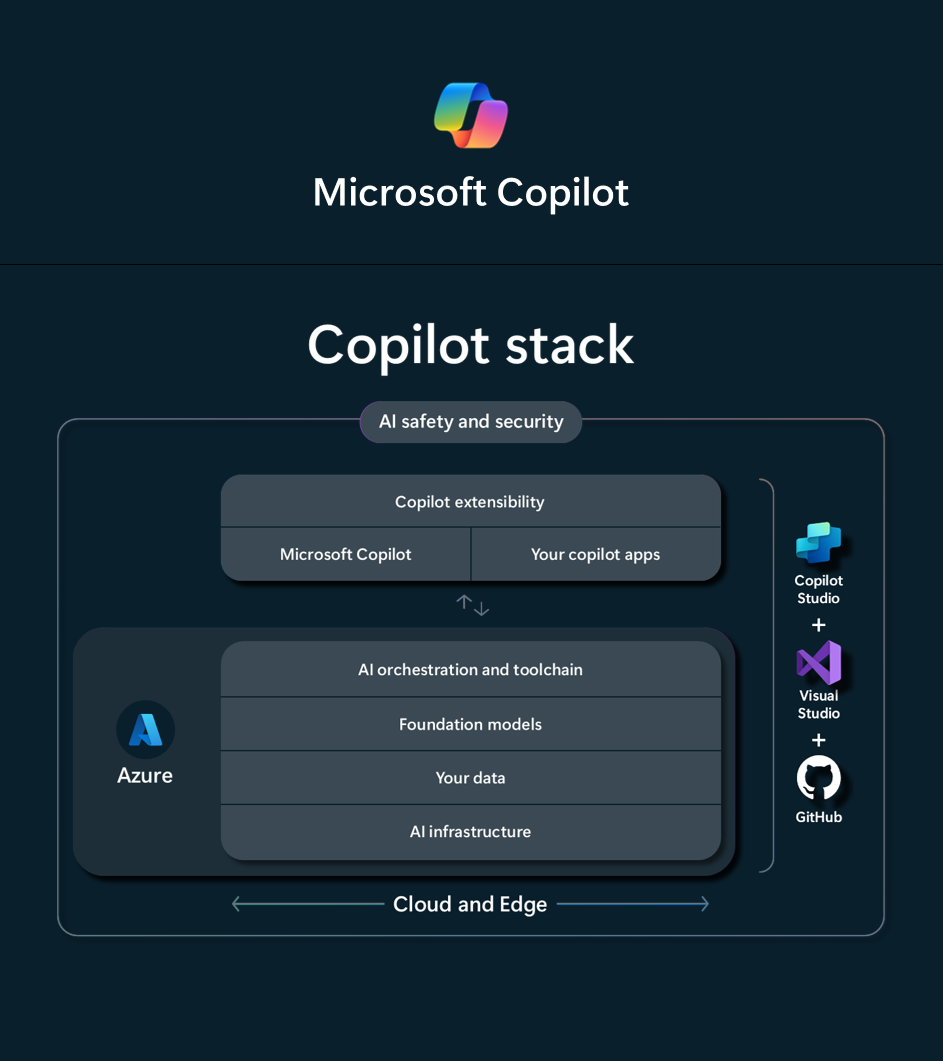 Microsoft Copilot
Copilot stack
AI safety and security
Copilot extensibility
Microsoft Copilot
Your copilot apps
AI orchestration and toolchain
Foundation models
Your data
AI infrastructure
Azure
Cloud and Edge
Copilot
Studio
+
Visual
Studio
+
GitHub